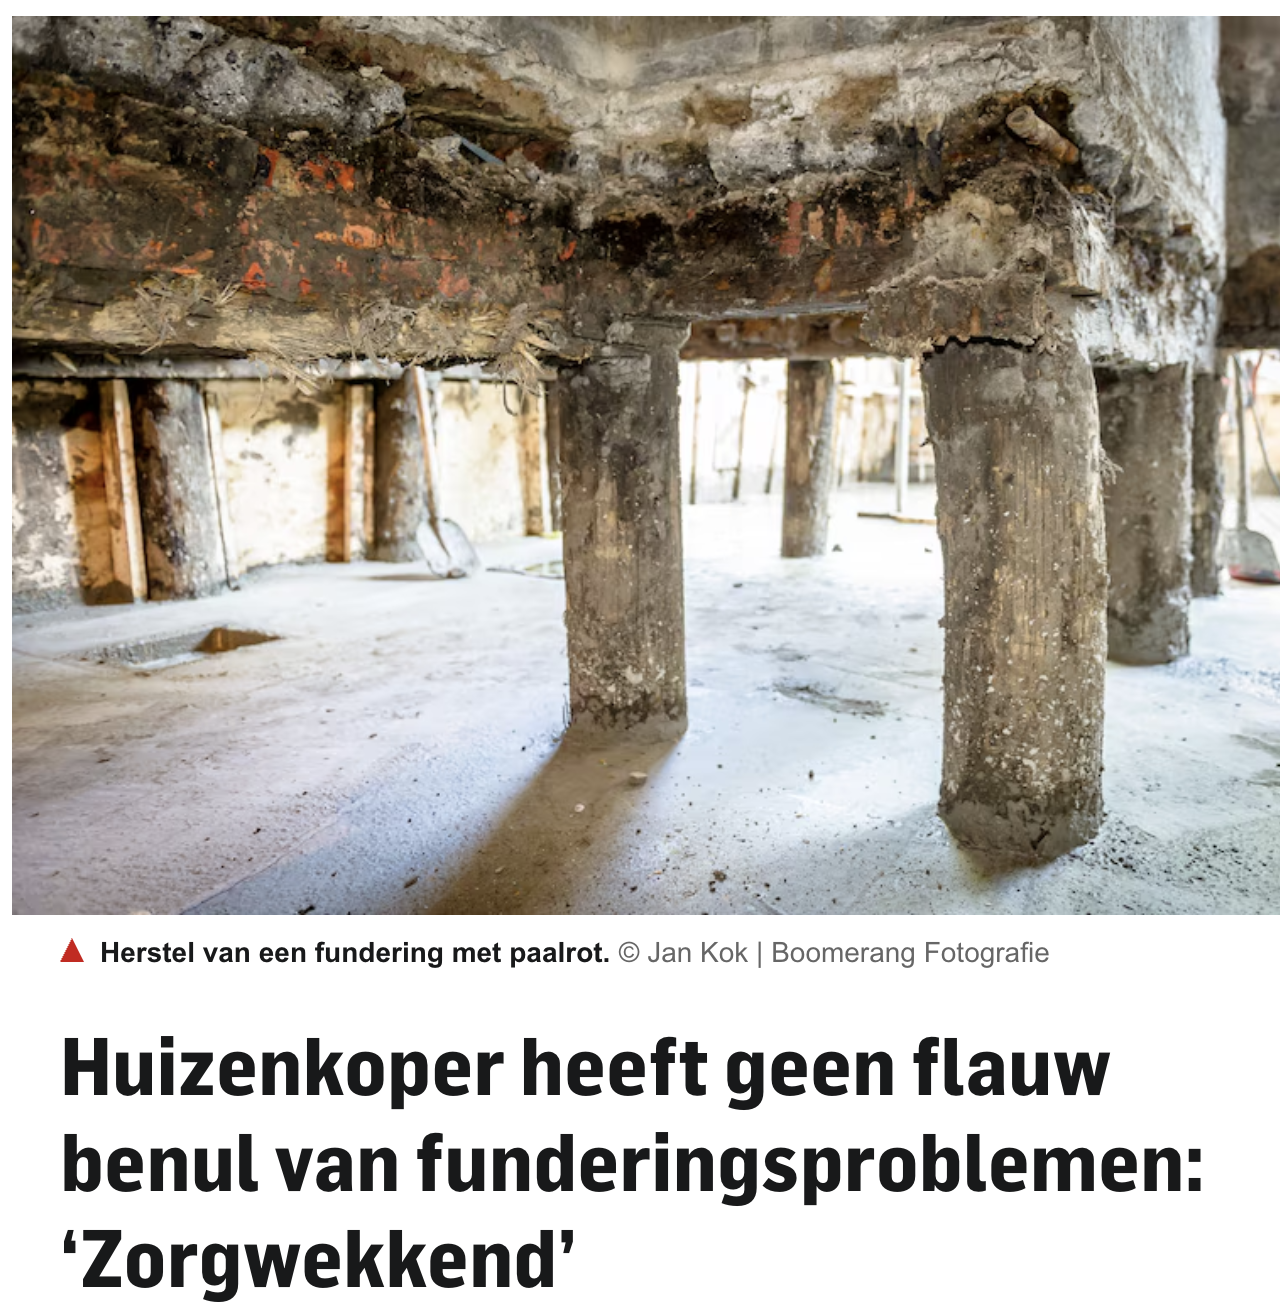 Herstel van een fundering met paalrot. © Jan Kok | Boomerang Fotografie
Huizenkoper heeft geen flauw
benul van funderingsproblemen:
‘Zorgwekkend’